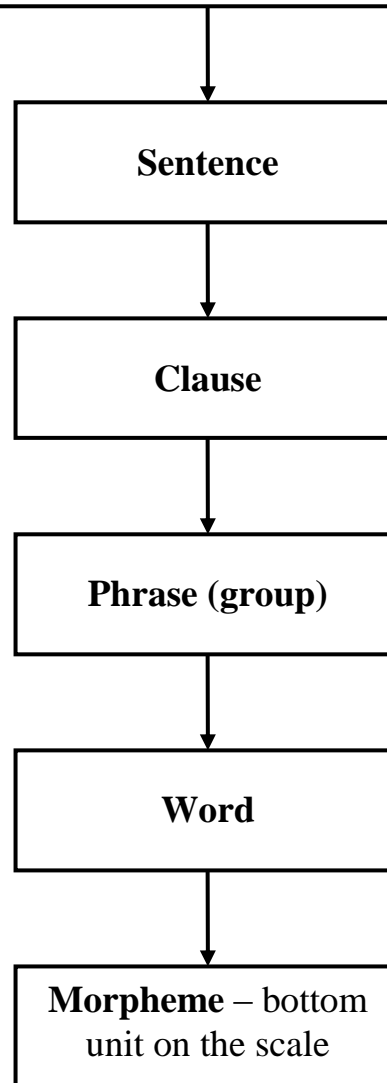 Sentence
Clause
Phrase (group)
Word
Morpheme – bottom
unit on the scale